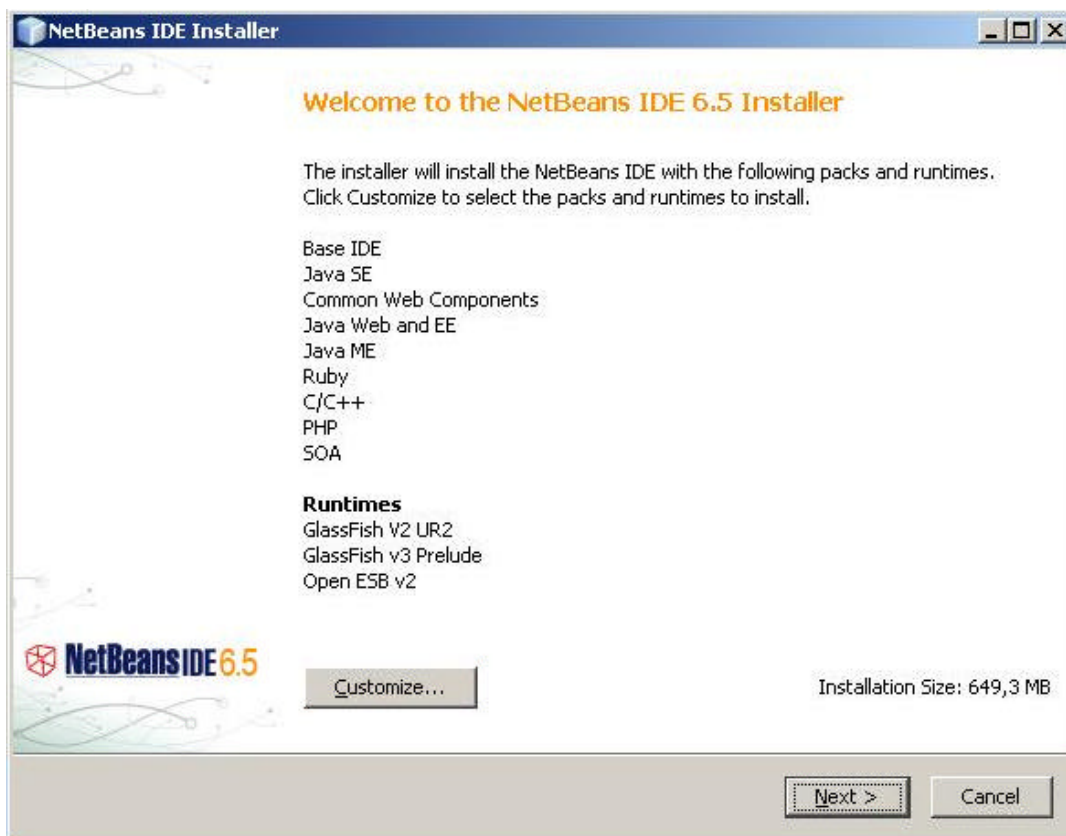 NetBeans IDE Installer
Welcome to the NetBeans IDE 6.5 Installer
The installer will install the NetBeans IDE with the following packs and runtimes.
Click Customize to select the packs and runtimes to install.
Base IDE
Java SE
Common Web Components
Java Web and EE
Java ME
Ruby
C/C++
PHP
SOA
Runtimes
GlassFish V2 UR2
GlassFish v3 Prelude
Open ESB v2
NetBeans IDE 6.5
Customize...
Installation Size: 649,3 MB
Next >
Cancel